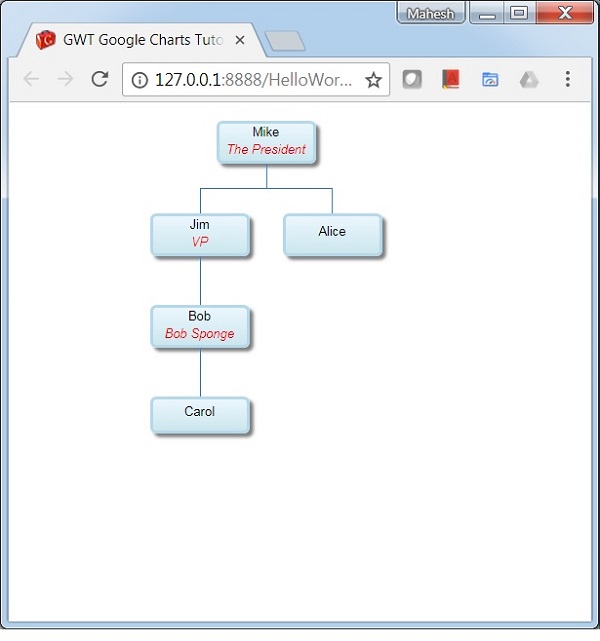 Mahesh
GWT Google Charts Tuto
127.0.0.1:8888/HelloWor...
Mike
The President
Jim
VP
Alice
Bob
Bob Sponge
Carol